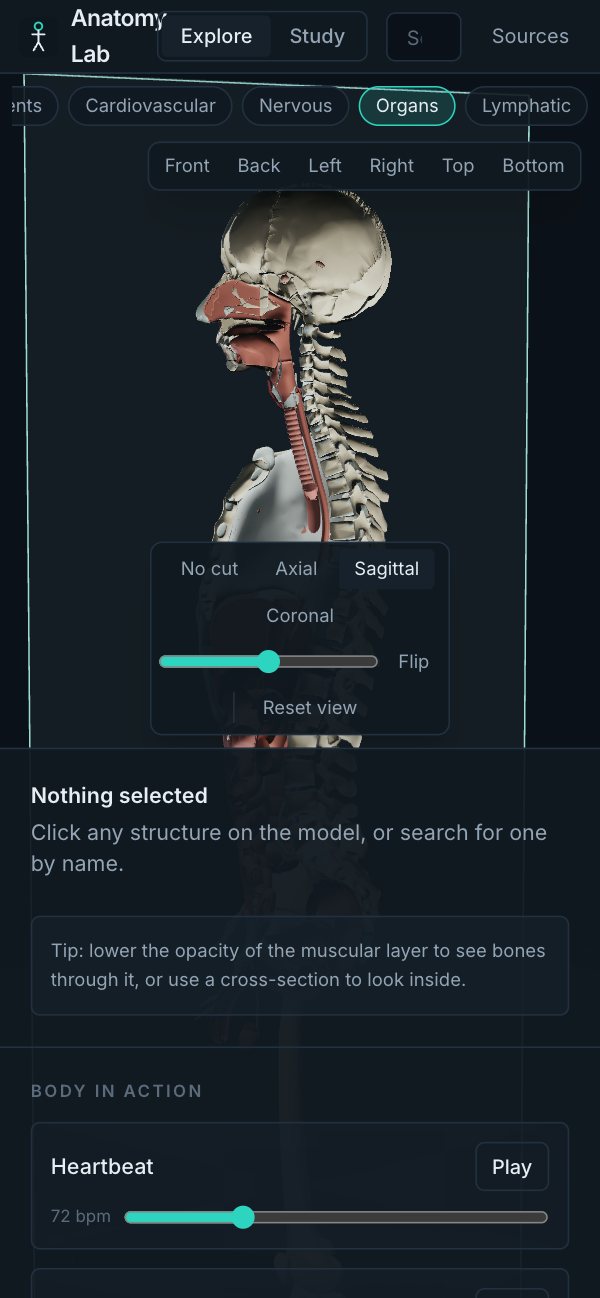 Anatomy
Lab
Explore
Study
Sources
ents
Cardiovascular
Nervous
Organs
Lymphatic
Front
Back
Left
Right
Top
Bottom
No cut
Axial
Sagittal
Coronal
Flip
Reset view
Nothing selected
Click any structure on the model, or search for one
by name.
Tip: lower the opacity of the muscular layer to see bones
through it, or use a cross-section to look inside.
BODY IN ACTION
Heartbeat
Play
72 bpm